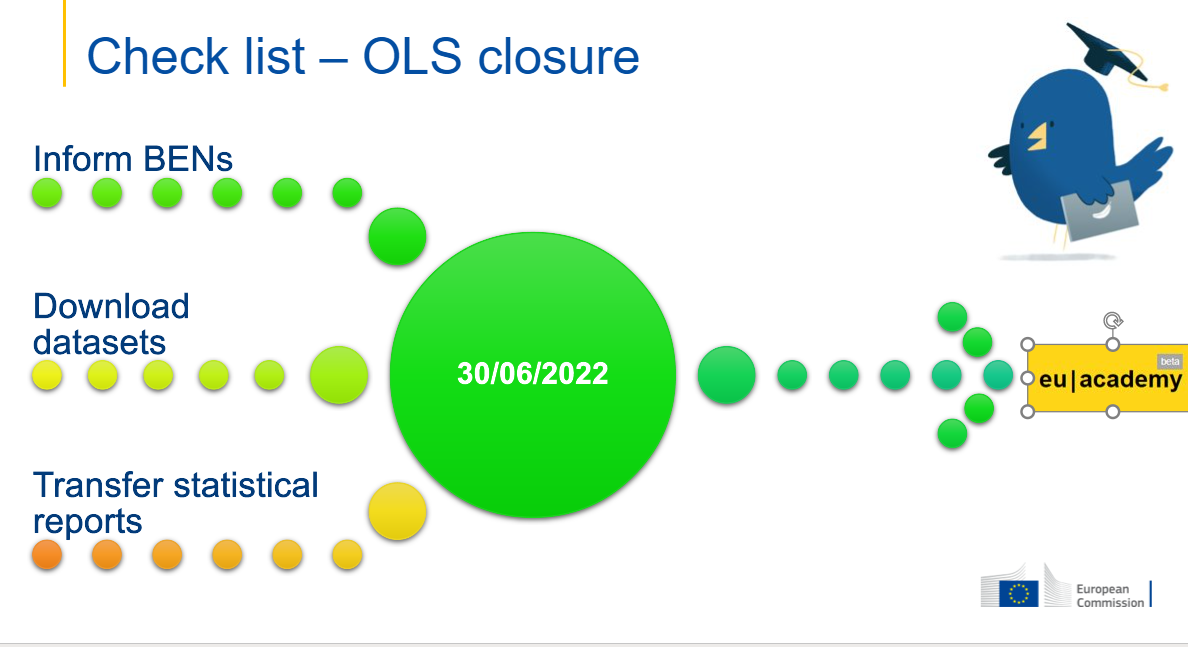 Check list – OLS closure
Inform BENs
Download
datasets
30/06/2022
beta
eu|academy
Transfer statistical
reports
European
Commission